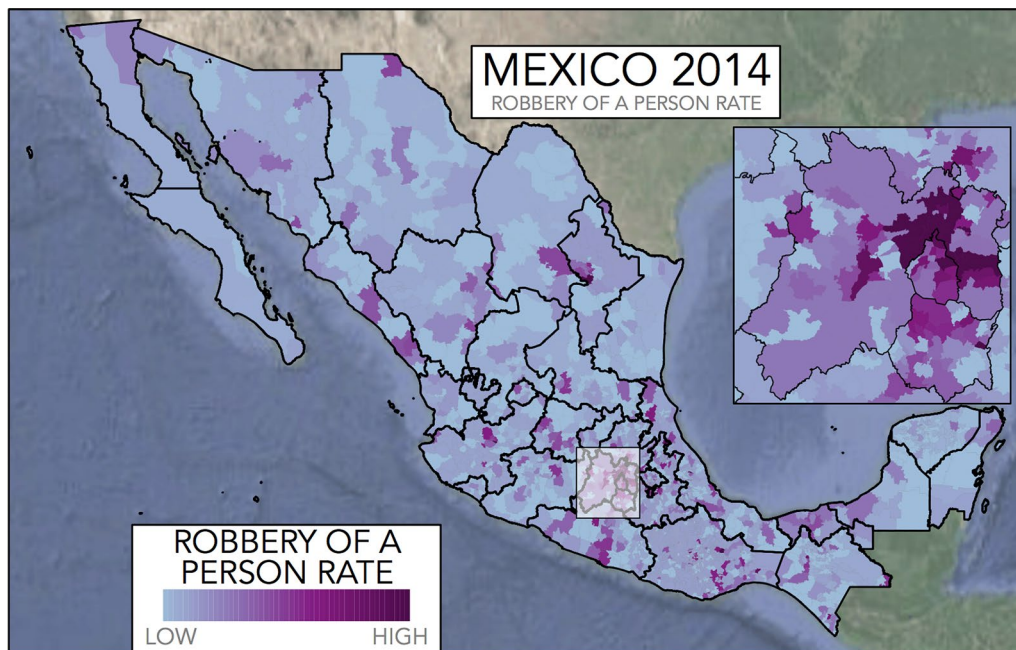 MEXICO 2014
ROBBERY OF A PERSON RATE
ROBBERY OF A
PERSON RATE
LOW HIGH